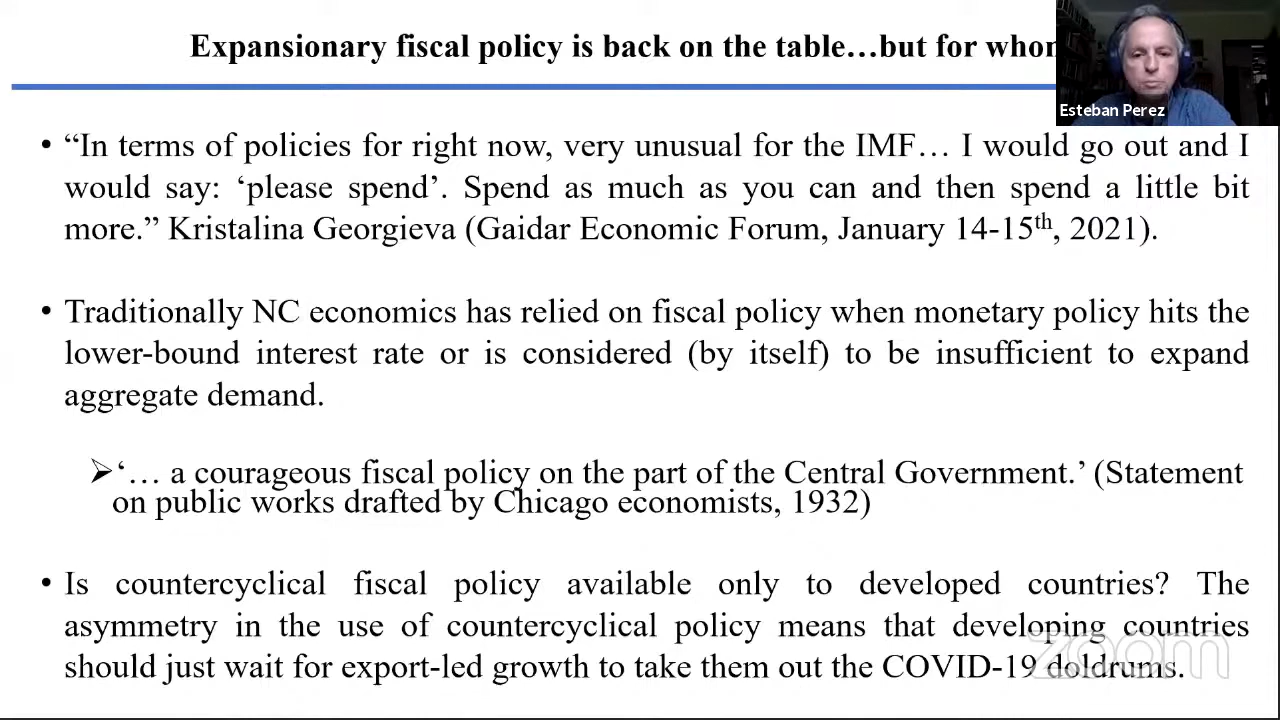 Expansionary fiscal policy is back on the table…but for whom
Esteban Perez
• “In terms of policies for right now, very unusual for the IMF… I would go out and I
would say: ‘please spend’. Spend as much as you can and then spend a little bit
more.” Kristalina Georgieva (Gaidar Economic Forum, January 14-15th, 2021).
• Traditionally NC economics has relied on fiscal policy when monetary policy hits the
lower-bound interest rate or is considered (by itself) to be insufficient to expand
aggregate demand.
➢ ‘… a courageous fiscal policy on the part of the Central Government.’ (Statement
on public works drafted by Chicago economists, 1932)
• Is countercyclical fiscal policy available only to developed countries? The
asymmetry in the use of countercyclical policy means that developing countries
should just wait for export-led growth to take them out the COVID-19 doldrums.
zoom